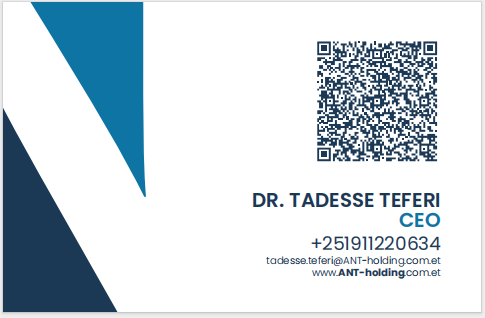 DR. TADESSE TEFERI
CEO
+251911220634
tadesse.teferi@ANT-holding.com.et
www.ANT-holding.com.et